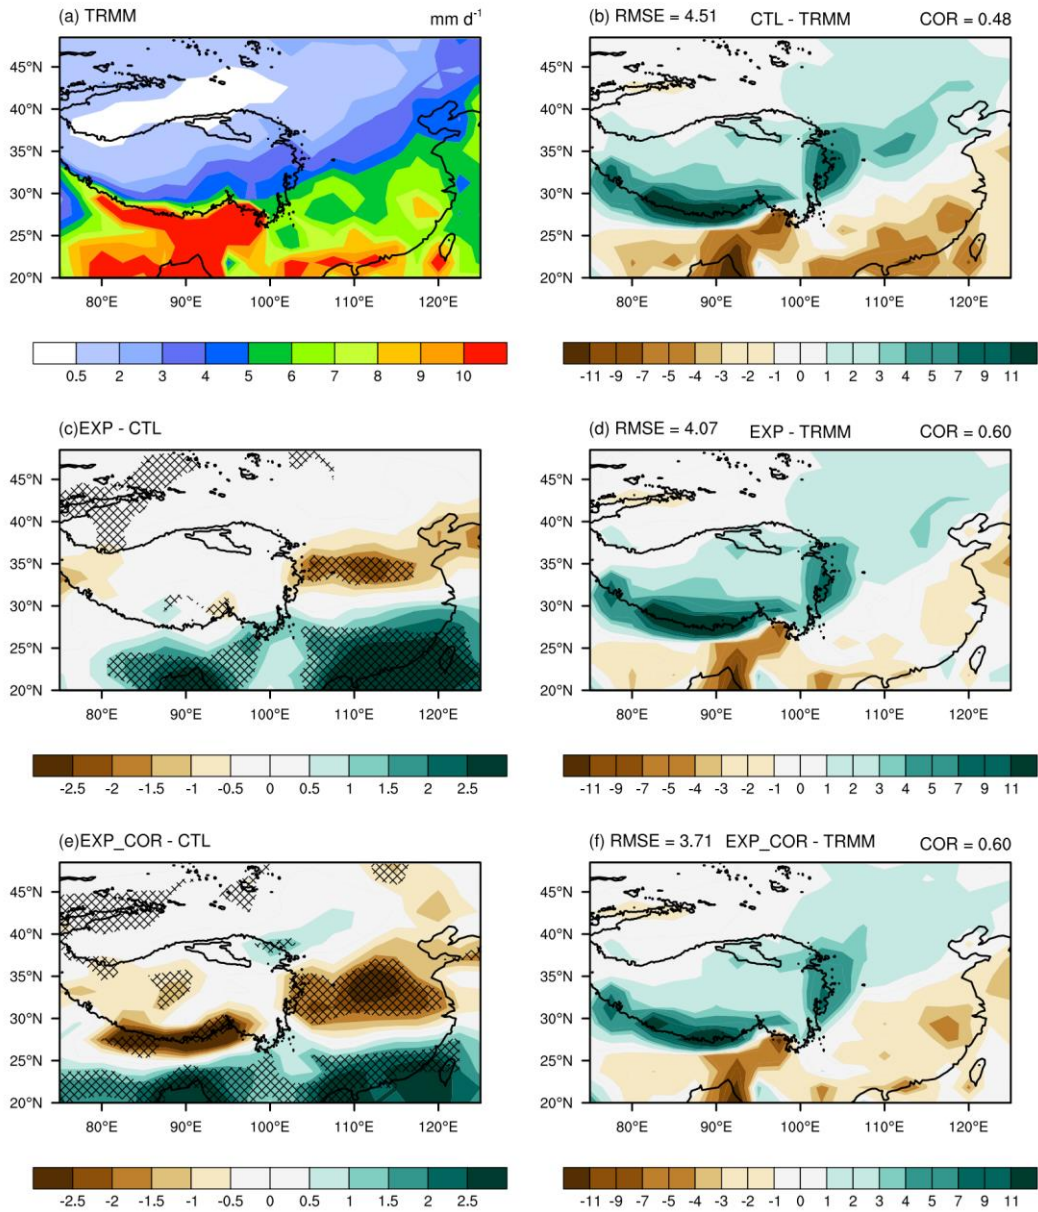 (a) TRMM mm d⁻¹
45°N
40°N
35°N
30°N
25°N
20°N
80°E 90°E 100°E 110°E 120°E
0.5 2 3 4 5 6 7 8 9 10
(b) RMSE = 4.51 CTL - TRMM COR = 0.48
45°N
40°N
35°N
30°N
25°N
20°N
80°E 90°E 100°E 110°E 120°E
-11 -9 -7 -5 -4 -3 -2 -1 0 1 2 3 4 5 7 9 11
(c)EXP - CTL
45°N
40°N
35°N
30°N
25°N
20°N
80°E 90°E 100°E 110°E 120°E
-2.5 -2 -1.5 -1 -0.5 0 0.5 1 1.5 2 2.5
(d) RMSE = 4.07 EXP - TRMM COR = 0.60
45°N
40°N
35°N
30°N
25°N
20°N
80°E 90°E 100°E 110°E 120°E
-11 -9 -7 -5 -4 -3 -2 -1 0 1 2 3 4 5 7 9 11
(e)EXP_COR - CTL
45°N
40°N
35°N
30°N
25°N
20°N
80°E 90°E 100°E 110°E 120°E
-2.5 -2 -1.5 -1 -0.5 0 0.5 1 1.5 2 2.5
(f) RMSE = 3.71 EXP_COR - TRMM COR = 0.60
45°N
40°N
35°N
30°N
25°N
20°N
80°E 90°E 100°E 110°E 120°E
-11 -9 -7 -5 -4 -3 -2 -1 0 1 2 3 4 5 7 9 11